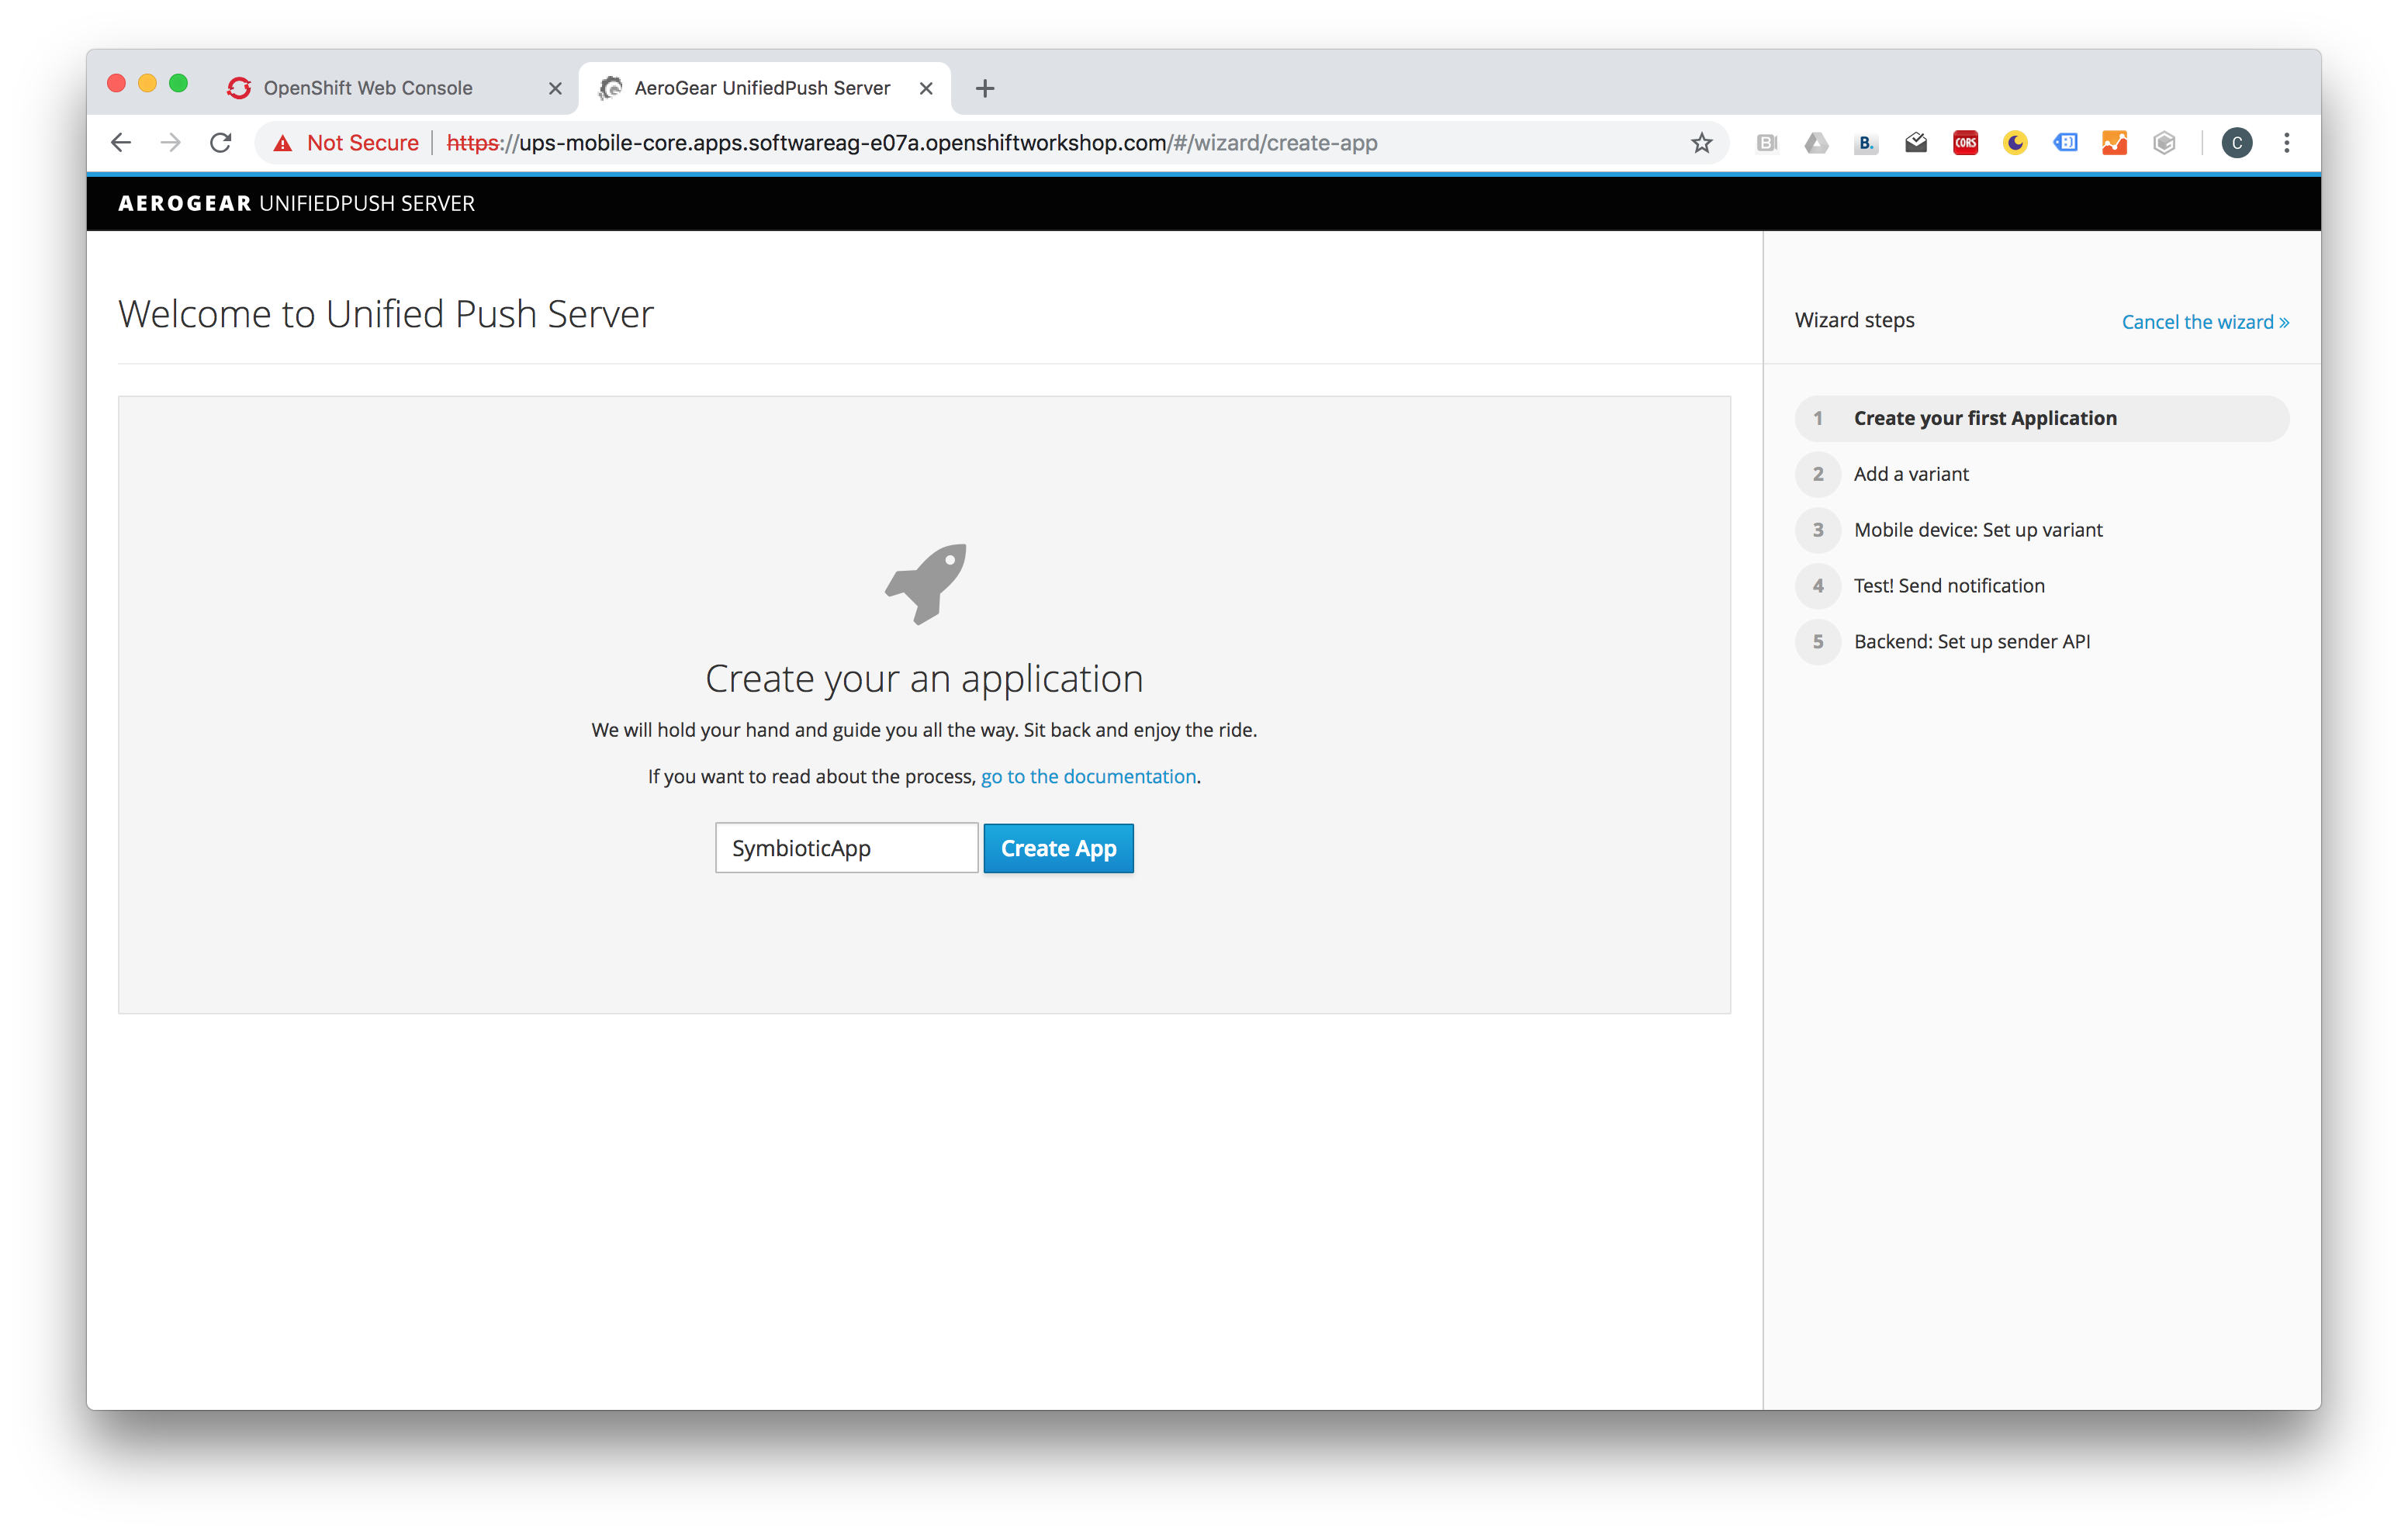 OpenShift Web Console
AeroGear UnifiedPush Server
Not Secure
https://ups-mobile-core.apps.softwareag-e07a.openshiftworkshop.com/#/wizard/create-app
B
B.
CORS
C
AEROGEAR UNIFIEDPUSH SERVER
Welcome to Unified Push Server
Wizard steps
Cancel the wizard »
1 Create your first Application
2 Add a variant
3 Mobile device: Set up variant
4 Test! Send notification
5 Backend: Set up sender API
Create your an application
We will hold your hand and guide you all the way. Sit back and enjoy the ride.
If you want to read about the process, go to the documentation.
SymbioticApp
Create App